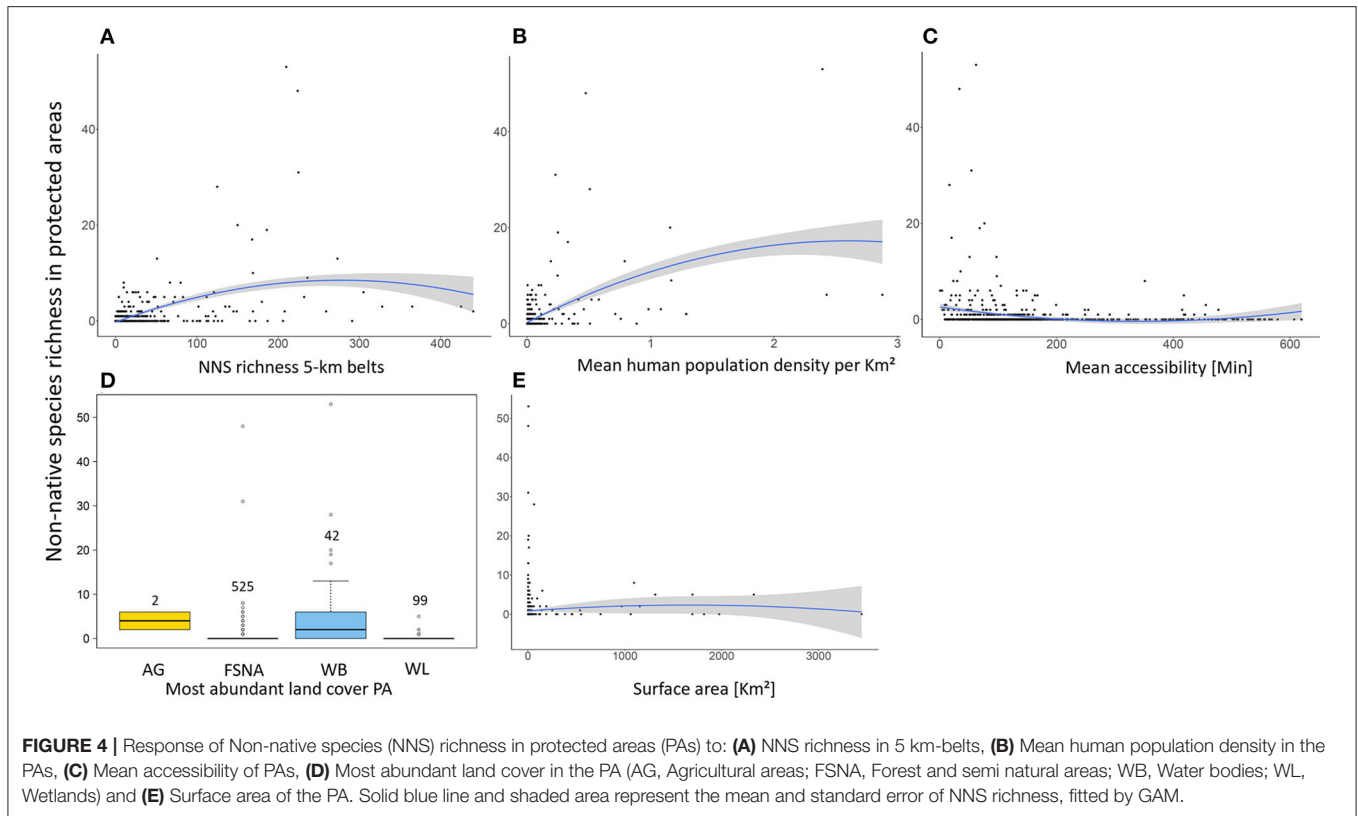 A
B
C
Non-native species richness in protected areas
40
20
0
0
100
200
300
400
NNS richness 5-km belts
40
20
0
0
1
2
3
Mean human population density per Km²
40
20
0
0
200
400
600
Mean accessibility [Min]
D
50
40
30
20
10
0
2
525
42
99
AG
FSNA
WB
WL
Most abundant land cover PA
E
50
40
30
20
10
0
0
1000
2000
3000
Surface area [Km²]
FIGURE 4 | Response of Non-native species (NNS) richness in protected areas (PAs) to: (A) NNS richness in 5 km-belts, (B) Mean human population density in the
PAs, (C) Mean accessibility of PAs, (D) Most abundant land cover in the PA (AG, Agricultural areas; FSNA, Forest and semi natural areas; WB, Water bodies; WL,
Wetlands) and (E) Surface area of the PA. Solid blue line and shaded area represent the mean and standard error of NNS richness, fitted by GAM.